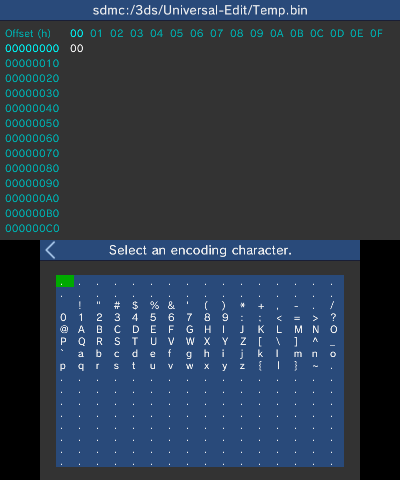 sdmc:/3ds/Universal-Edit/Temp.bin
Offset (h) 00 01 02 03 04 05 06 07 08 09 0A 0B 0C 0D 0E 0F
00000000 00
00000010
00000020
00000030
00000040
00000050
00000060
00000070
00000080
00000090
000000A0
000000B0
000000C0
Select an encoding character.
. . . . . . . . . . . . . . . .
. . . . . . . . . . . . . . . .
! " # $ % & ' ( ) * + , - . /
0 1 2 3 4 5 6 7 8 9 : ; < = > ?
@ A B C D E F G H I J K L M N O
P Q R S T U V W X Y Z [ \ ] ^ _
` a b c d e f g h i j k l m n o
p q r s t u v w x y z { | } ~ .
. . . . . . . . . . . . . . . .
. . . . . . . . . . . . . . . .
. . . . . . . . . . . . . . . .
. . . . . . . . . . . . . . . .
. . . . . . . . . . . . . . . .
. . . . . . . . . . . . . . . .
. . . . . . . . . . . . . . . .
. . . . . . . . . . . . . . . .